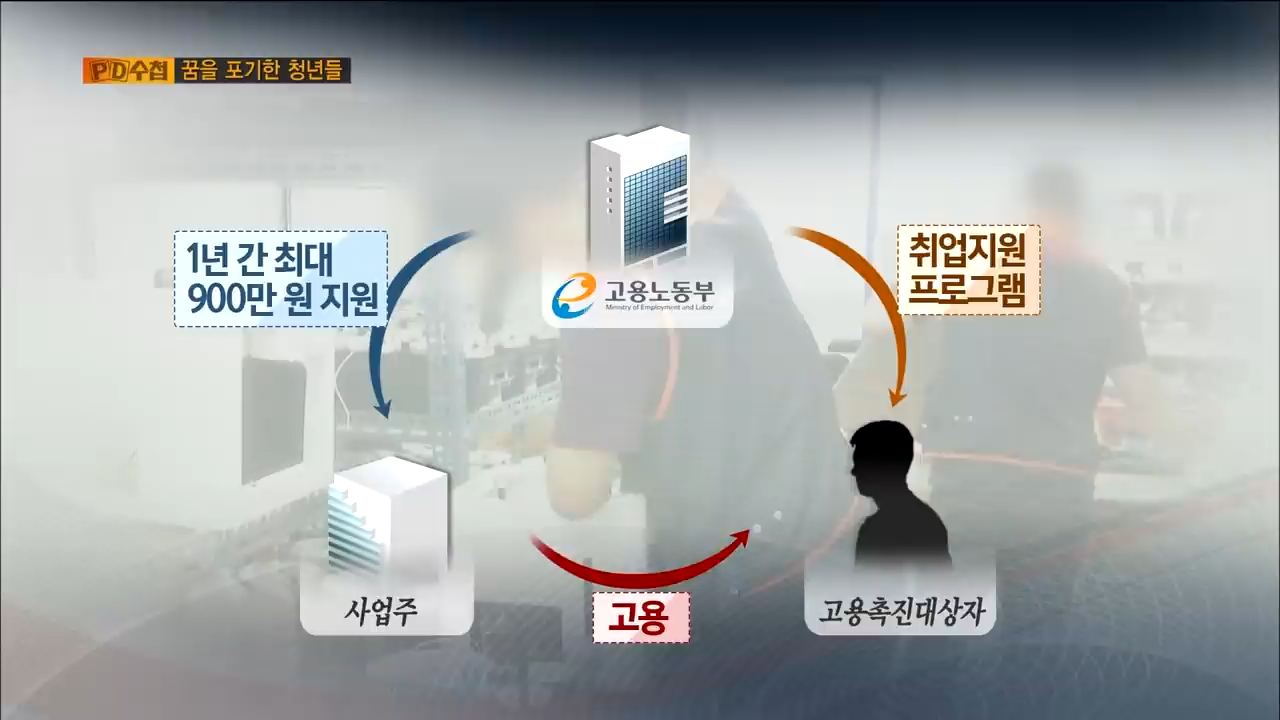 PD수첩 꿈을 포기한 청년들
1년 간 최대
900만 원 지원
취업지원
프로그램
고용노동부
Ministry of Employment and Labor
사업주
고용
고용촉진대상자